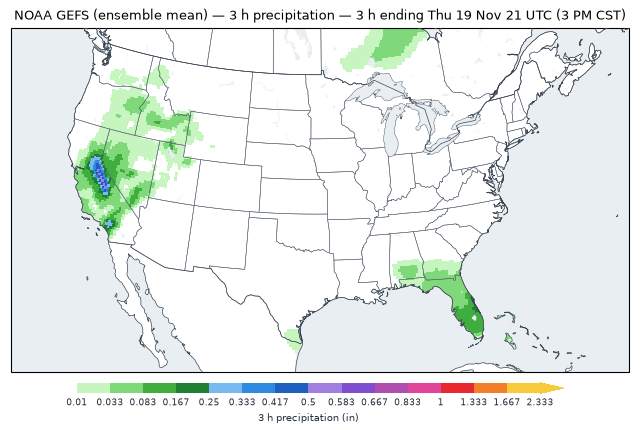 NOAA GEFS (ensemble mean) — 3 h precipitation — 3 h ending Thu 19 Nov 21 UTC (3 PM CST)
0.01 0.033 0.083 0.167 0.25 0.333 0.417 0.5 0.583 0.667 0.833 1 1.333 1.667 2.333
3 h precipitation (in)